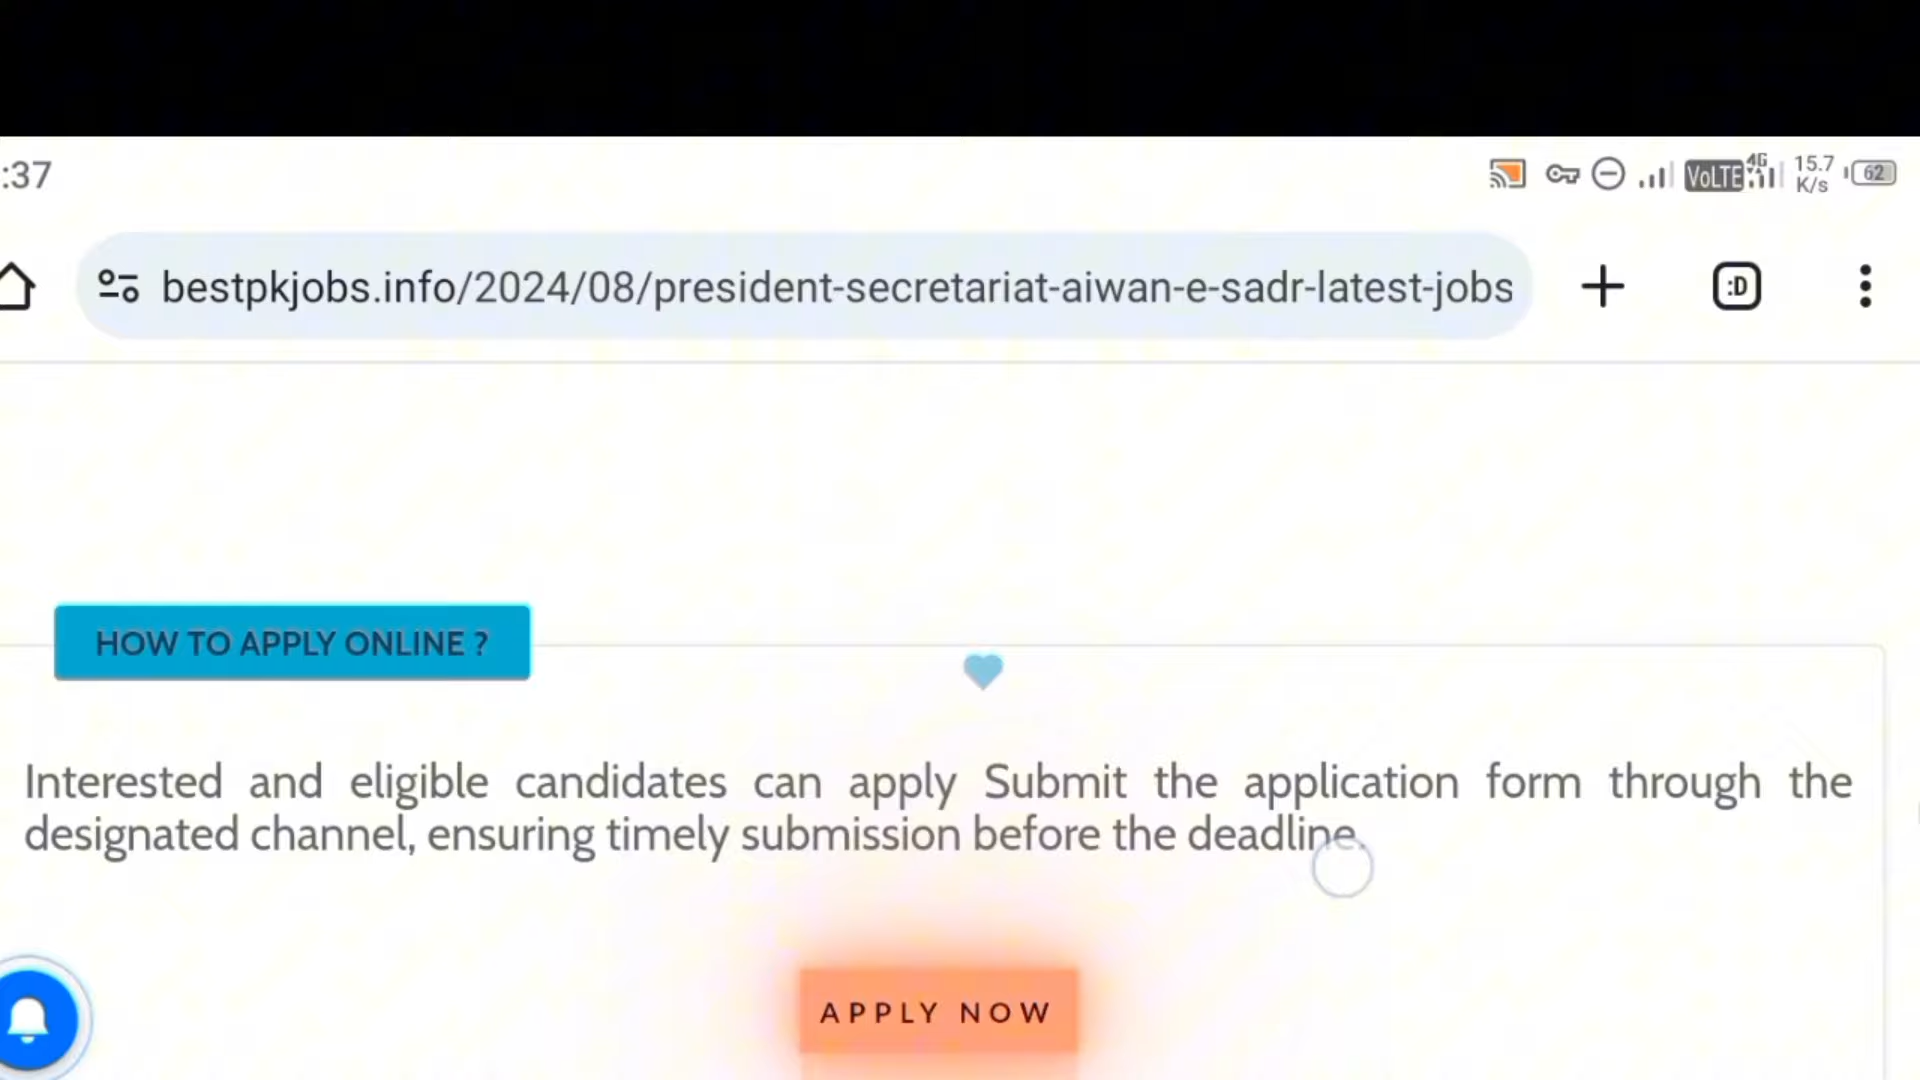 :37
VoLTE 4G 15.7 K/s 62
bestpkjobs.info/2024/08/president-secretariat-aiwan-e-sadr-latest-jobs
:D
HOW TO APPLY ONLINE ?
Interested and eligible candidates can apply Submit the application form through the
designated channel, ensuring timely submission before the deadline.
APPLY NOW